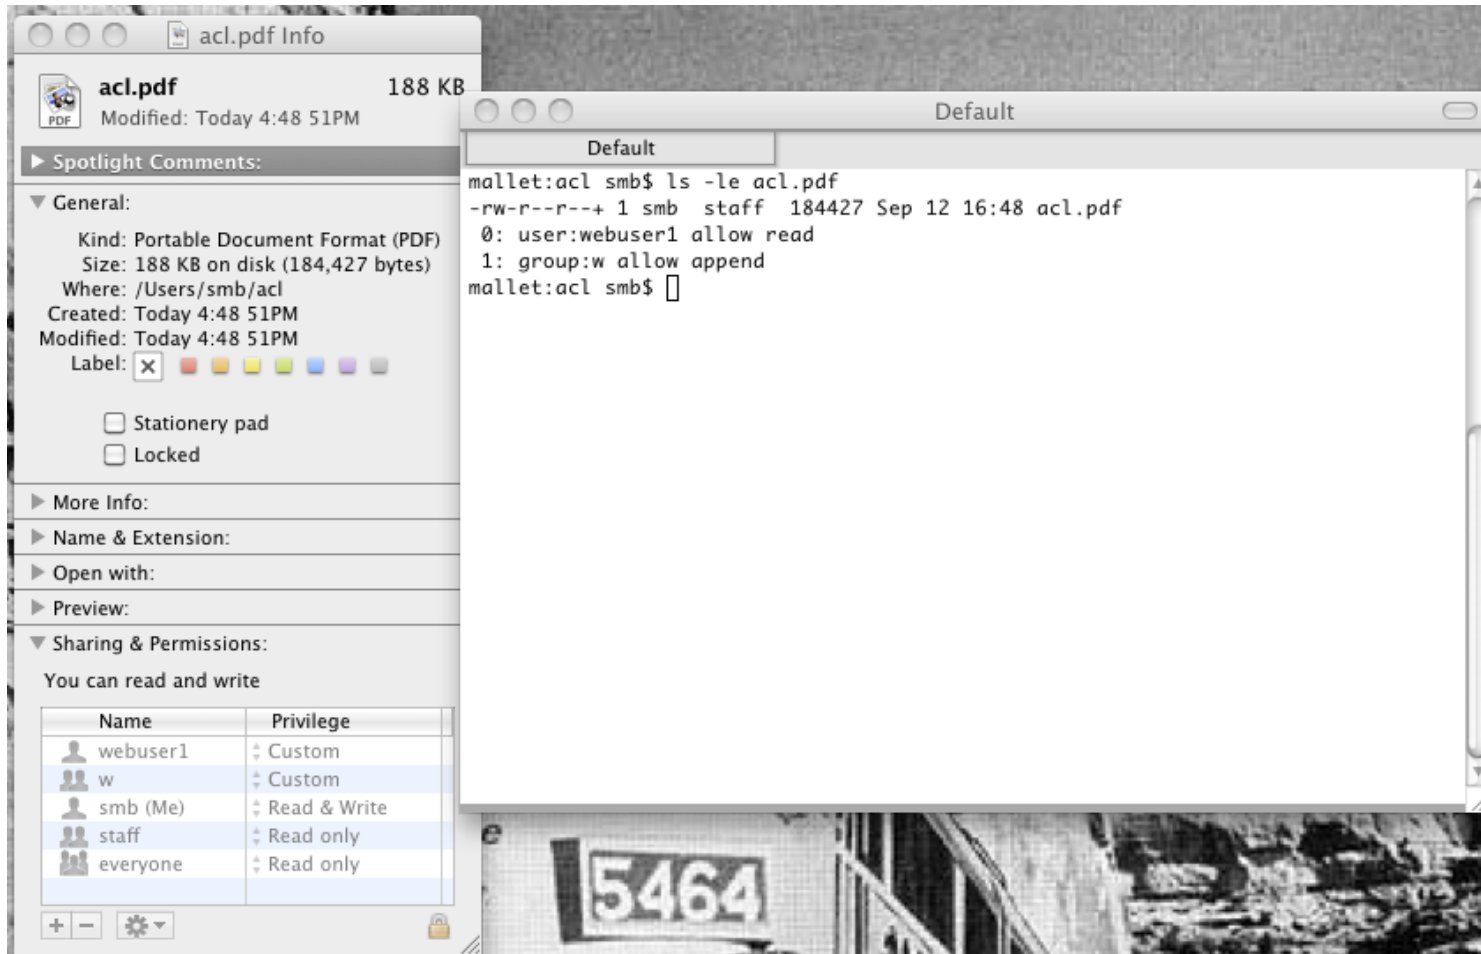 acl.pdf Info
PDF
acl.pdf 188 KB
Modified: Today 4:48 51PM
Spotlight Comments:
General:
Kind: Portable Document Format (PDF)
Size: 188 KB on disk (184,427 bytes)
Where: /Users/smb/acl
Created: Today 4:48 51PM
Modified: Today 4:48 51PM
Label:
Stationery pad
Locked
More Info:
Name & Extension:
Open with:
Preview:
Sharing & Permissions:
You can read and write
Name Privilege
webuser1 Custom
w Custom
smb (Me) Read & Write
staff Read only
everyone Read only
Default
Default
mallet:acl smb$ ls -le acl.pdf
-rw-r--r--+ 1 smb  staff  184427 Sep 12 16:48 acl.pdf
 0: user:webuser1 allow read
 1: group:w allow append
mallet:acl smb$
e
5464